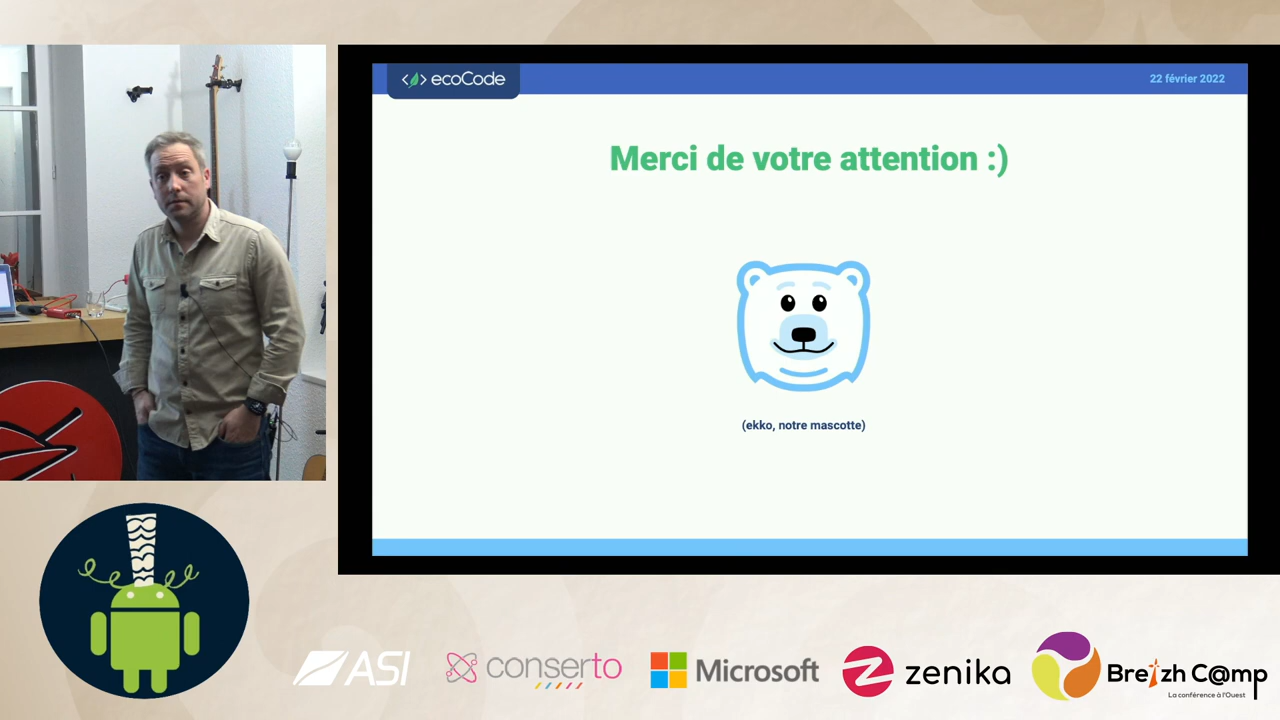 ecoCode
22 février 2022
Merci de votre attention :)
(ekko, notre mascotte)
ASI
conserto
Microsoft
zenika
Breizh C@mp
La conférence à l'Ouest